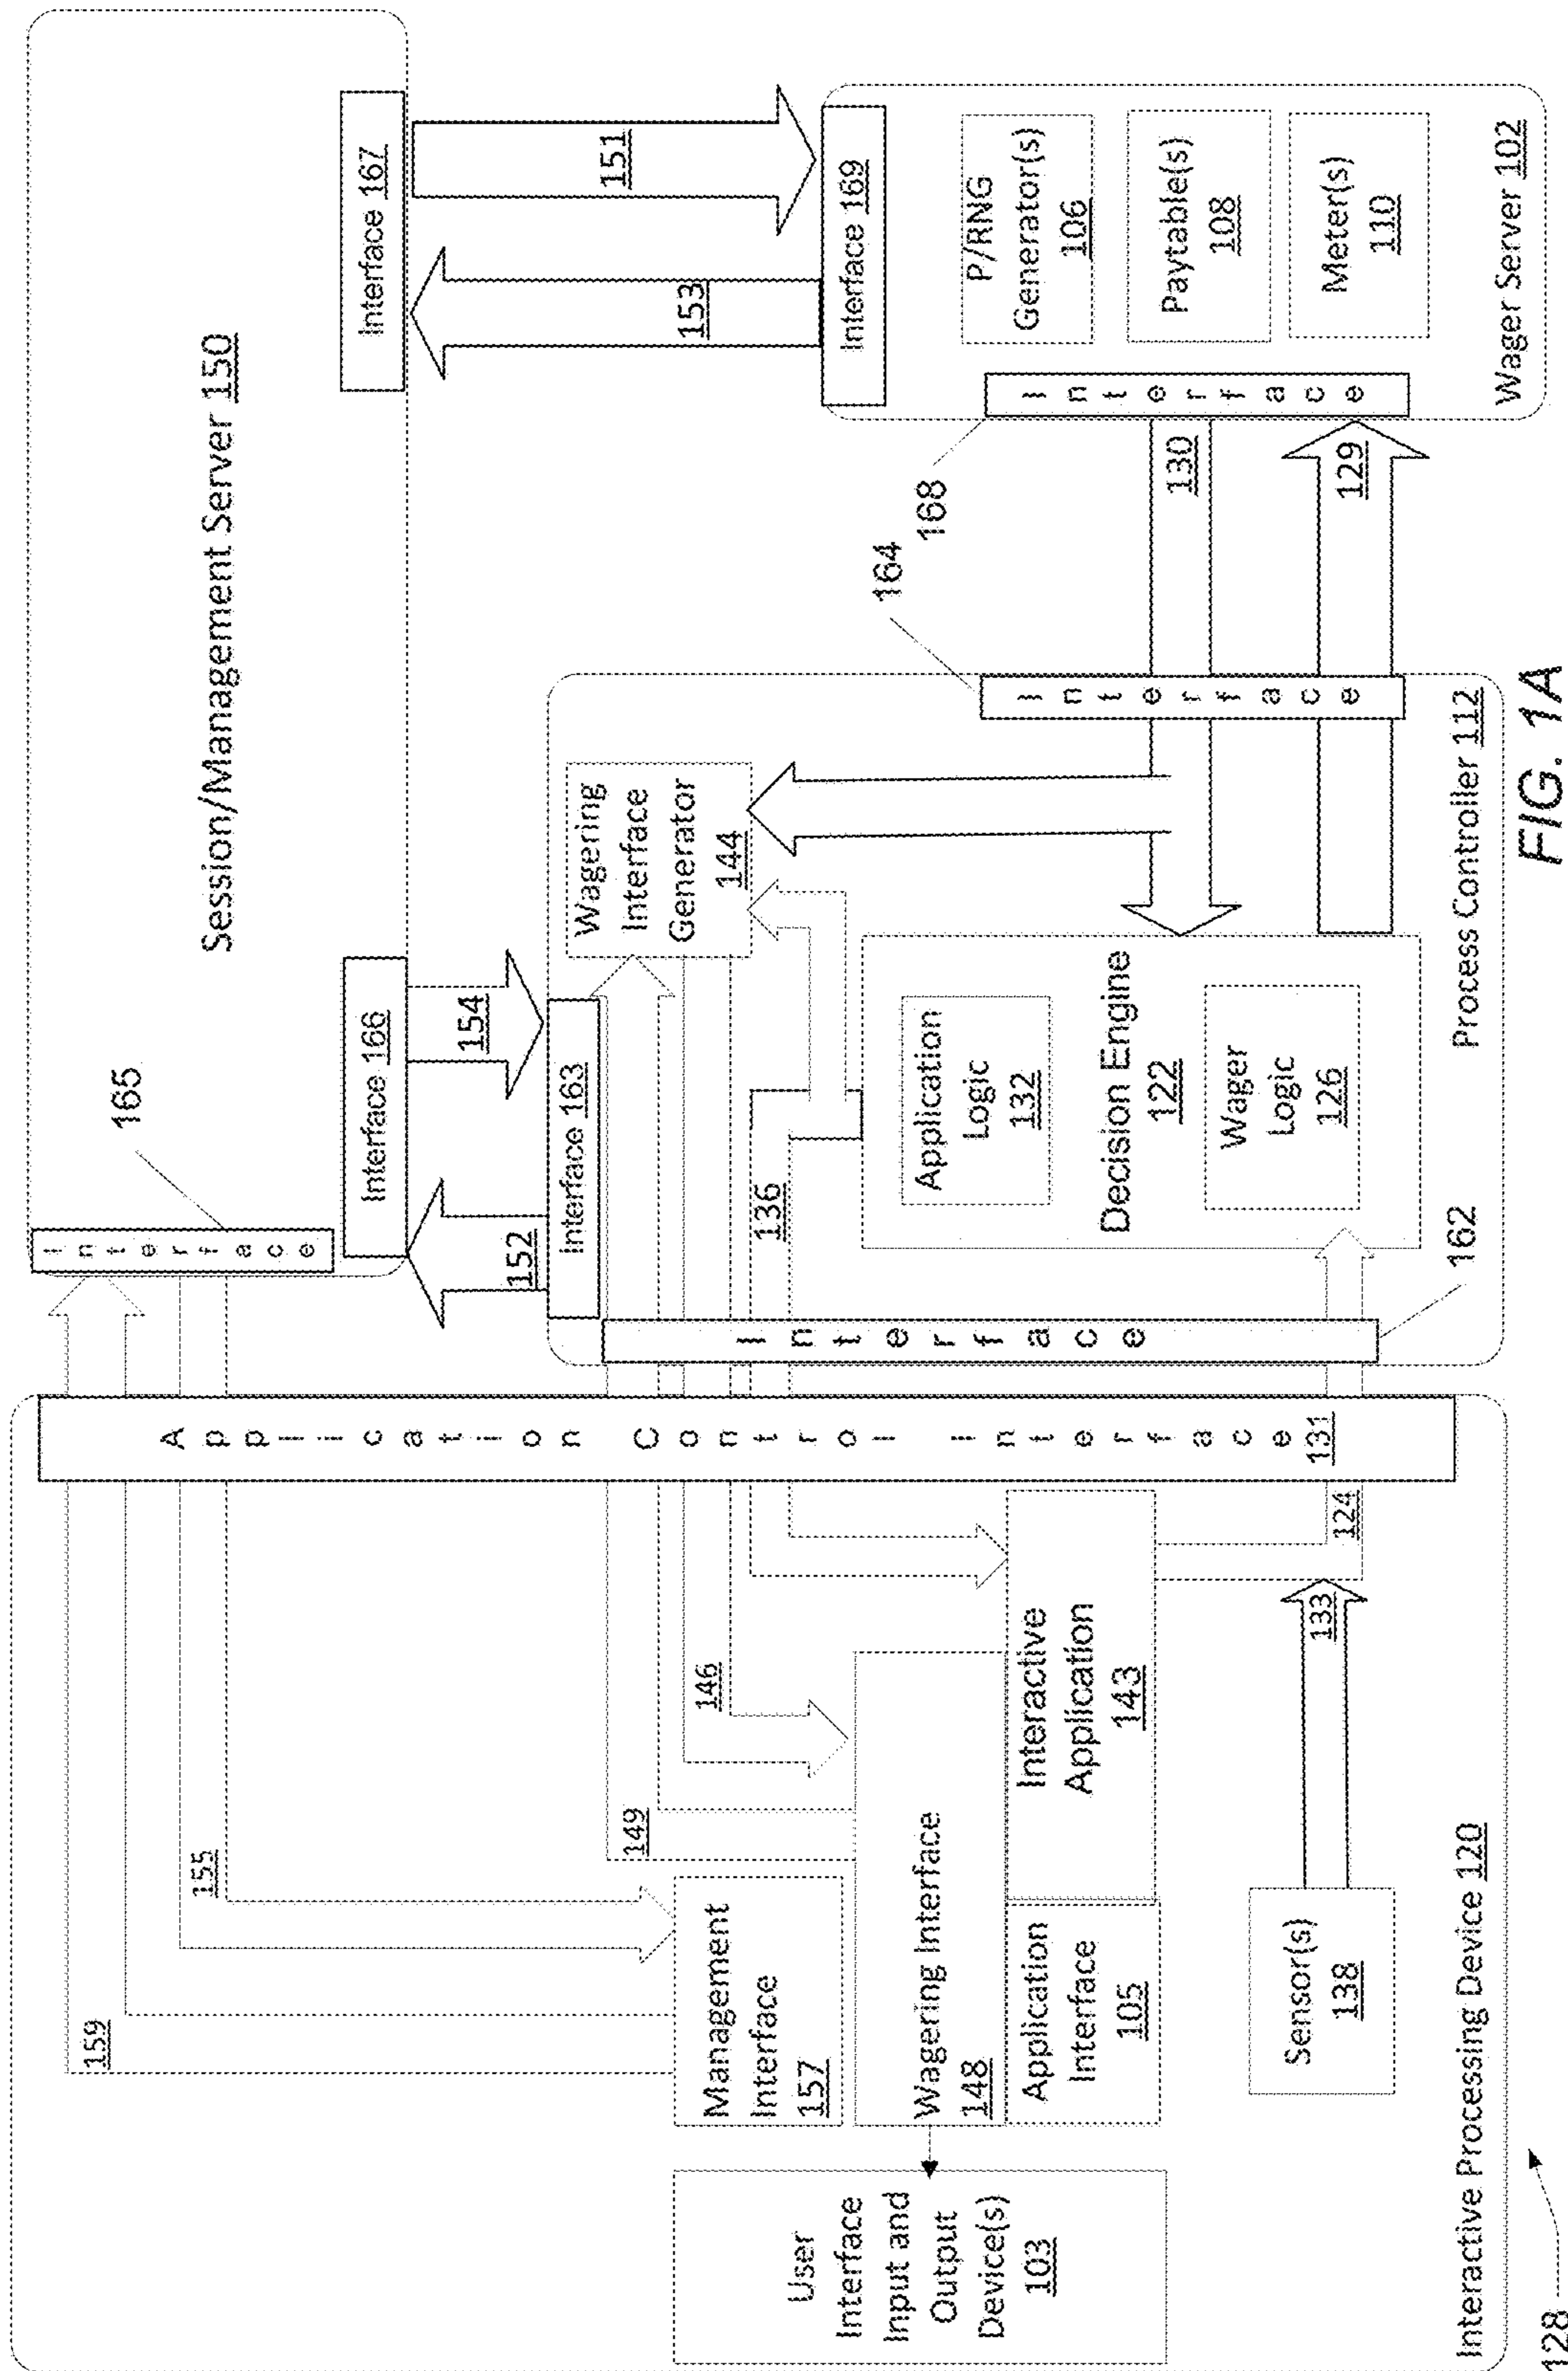 Session/Management Server 150
Interface
165
Interface 166
Interface 167
152
154
153
151
Interface 163
Interface 169
159
155
149
146
136
Application Control Interface 131
Interface
162
Management
Interface
157
Wagering Interface
148
Application
Interface
105
Interactive
Application
143
User
Interface
Input and
Output
Device(s)
103
Sensor(s)
138
133
124
Interactive Processing Device 120
Wagering
Interface
Generator
144
Application
Logic
132
Decision Engine
122
Wager
Logic
126
Process Controller 112
Interface
164
168
130
129
Interface
P/RNG
Generator(s)
106
Paytable(s)
108
Meter(s)
110
Wager Server 102
128
FIG. 1A